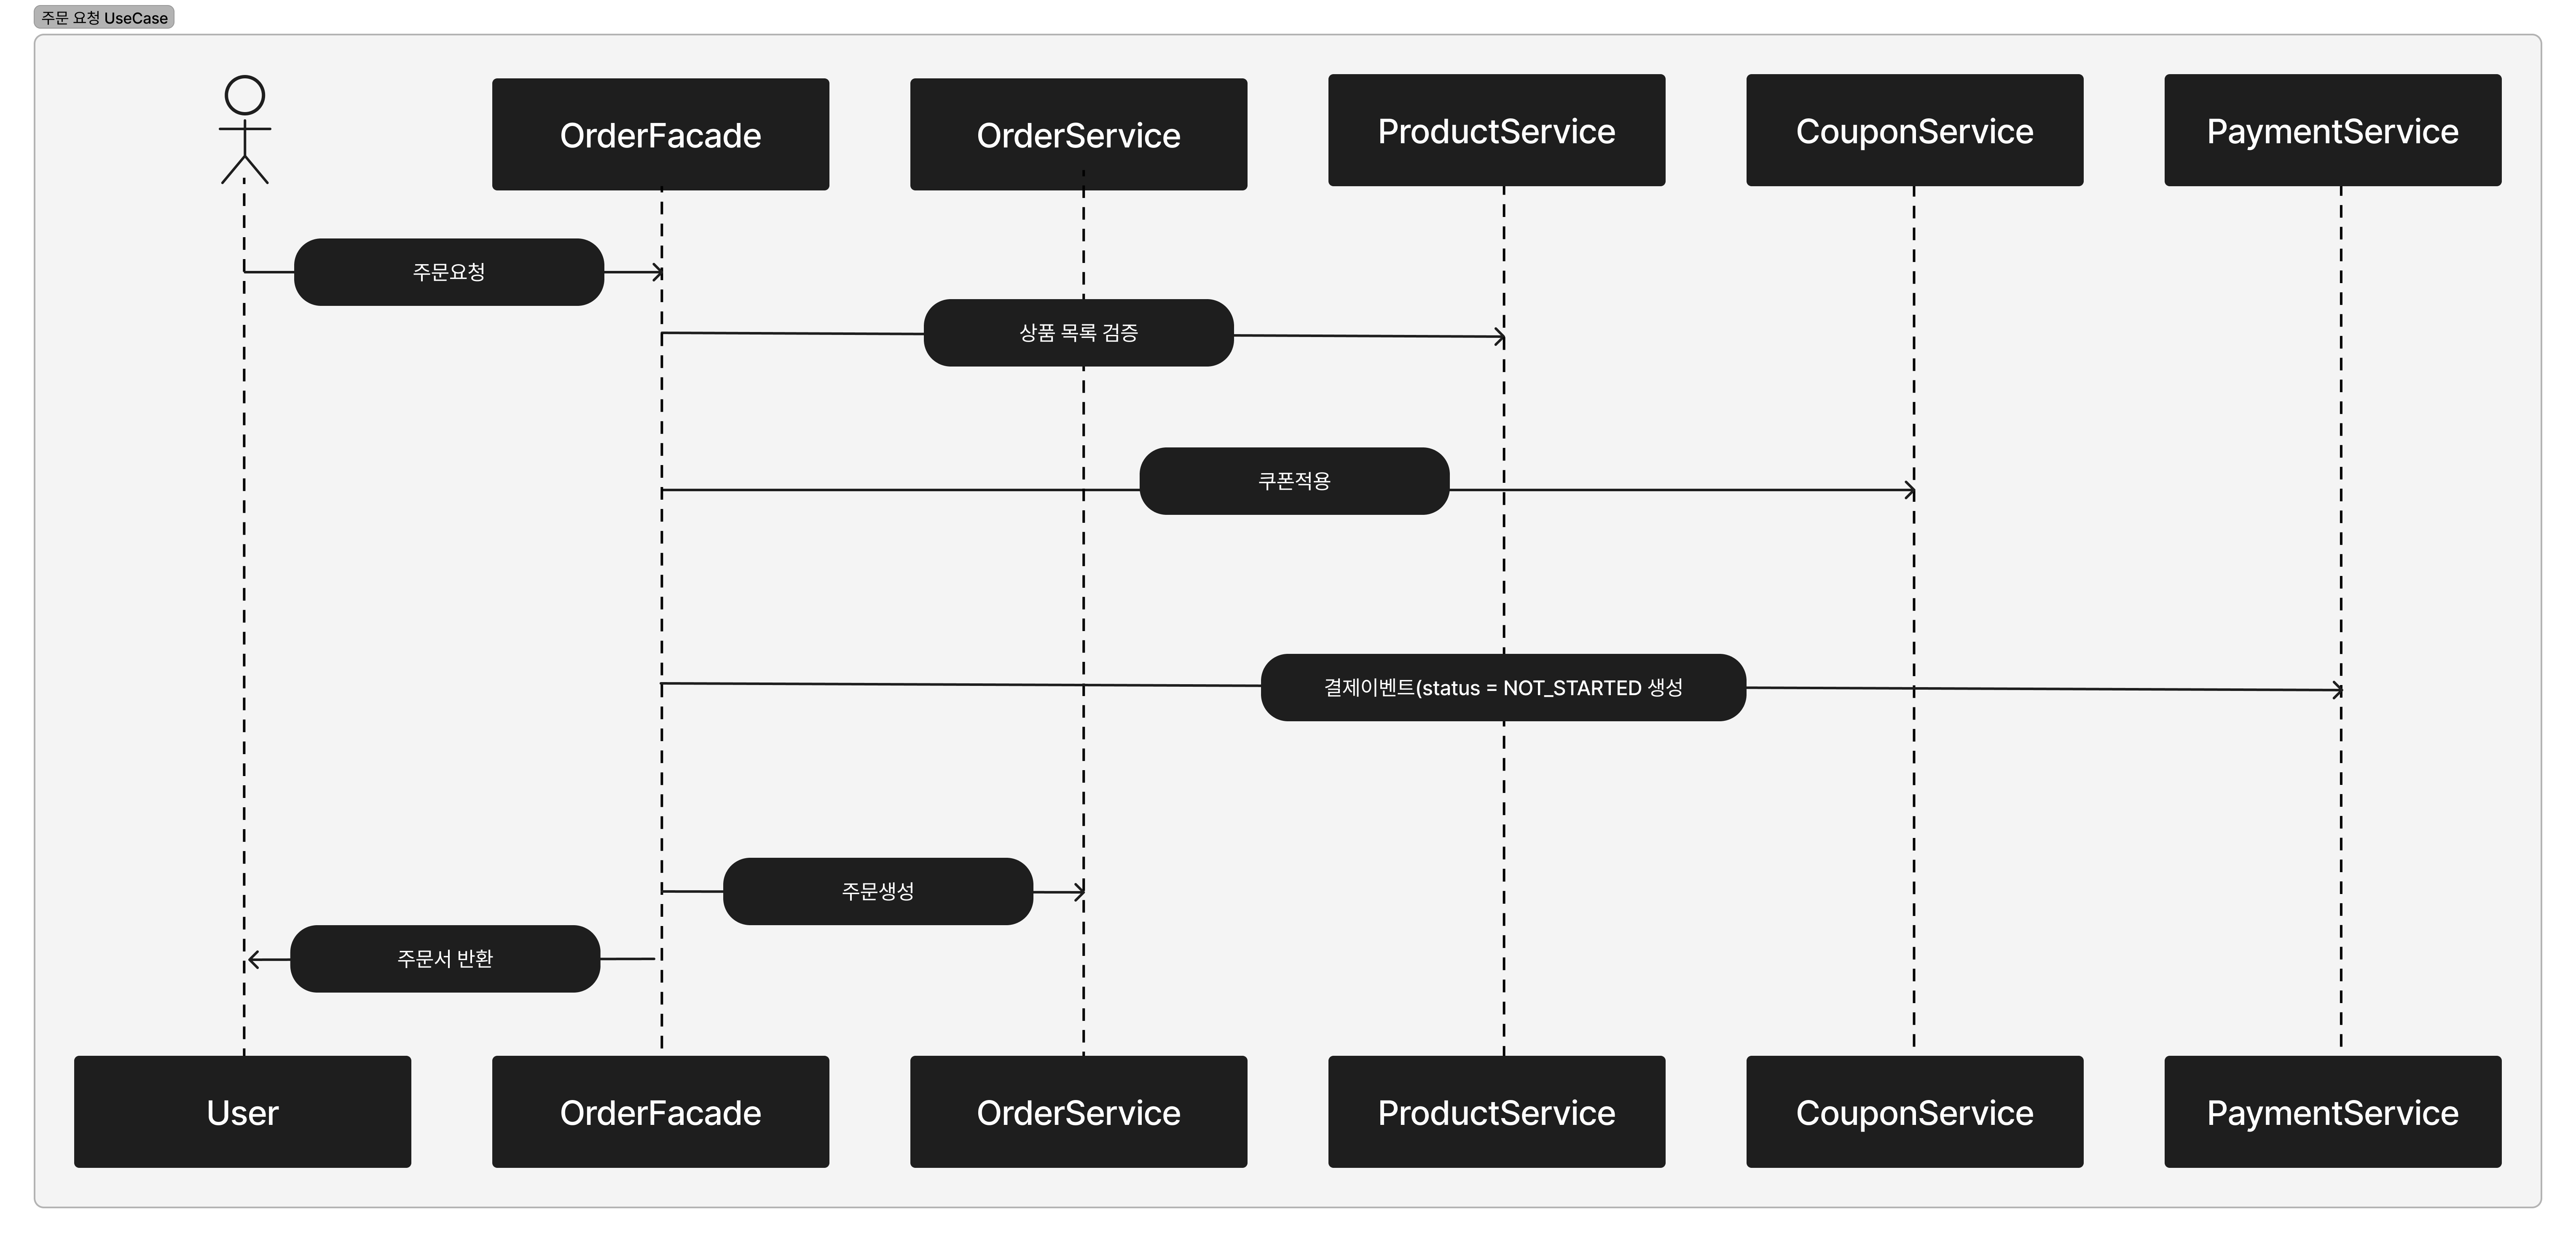 주문 요청 UseCase
OrderFacade
OrderService
ProductService
CouponService
PaymentService
주문요청
상품 목록 검증
쿠폰적용
결제이벤트(status = NOT_STARTED 생성
주문생성
주문서 반환
User
OrderFacade
OrderService
ProductService
CouponService
PaymentService